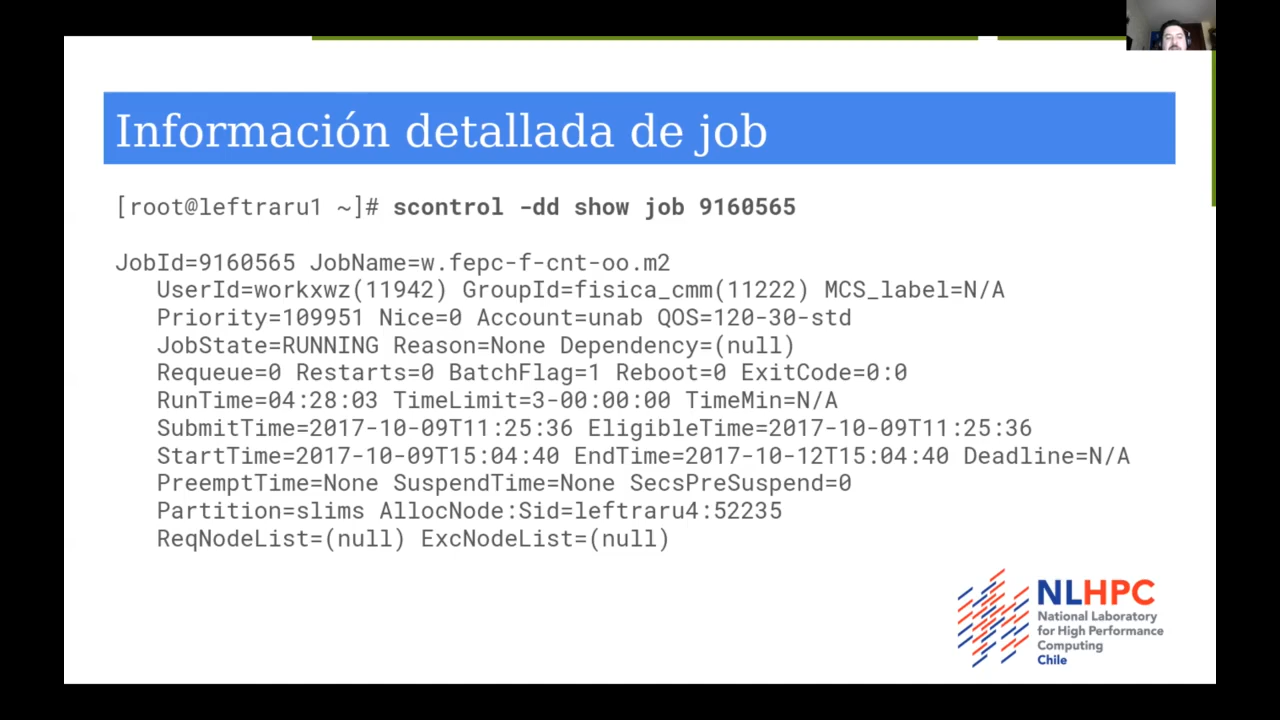 Información detallada de job
[root@leftraru1 ~]# scontrol -dd show job 9160565
JobId=9160565 JobName=w.fepc-f-cnt-oo.m2
UserId=workxwz(11942) GroupId=fisica_cmm(11222) MCS_label=N/A
Priority=109951 Nice=0 Account=unab QOS=120-30-std
JobState=RUNNING Reason=None Dependency=(null)
Requeue=0 Restarts=0 BatchFlag=1 Reboot=0 ExitCode=0:0
RunTime=04:28:03 TimeLimit=3-00:00:00 TimeMin=N/A
SubmitTime=2017-10-09T11:25:36 EligibleTime=2017-10-09T11:25:36
StartTime=2017-10-09T15:04:40 EndTime=2017-10-12T15:04:40 Deadline=N/A
PreemptTime=None SuspendTime=None SecsPreSuspend=0
Partition=slims AllocNode:Sid=leftraru4:52235
ReqNodeList=(null) ExcNodeList=(null)
NLHPC
National Laboratory
for High Performance
Computing
Chile